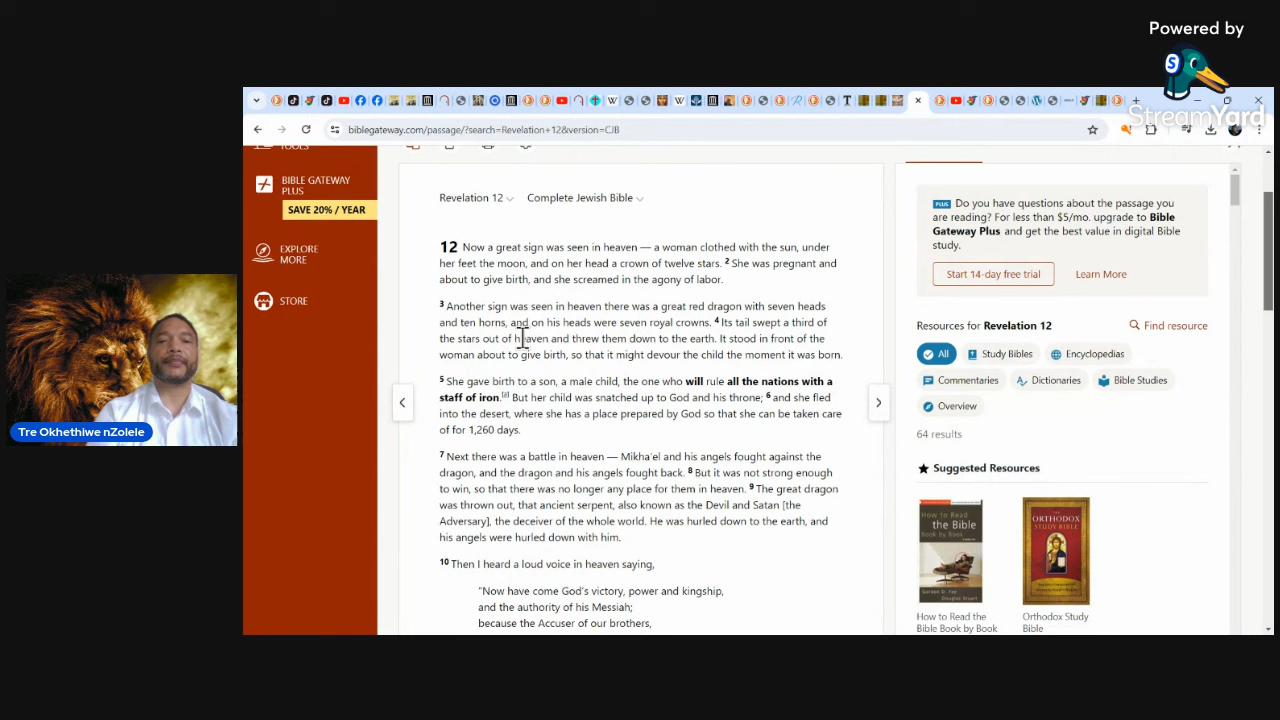 Powered by
StreamYard
biblegateway.com/passage/?search=Revelation+12&version=CJB
TOOLS
BIBLE GATEWAY
PLUS
SAVE 20% / YEAR
EXPLORE
MORE
STORE
Tre Okhethiwe nZolele
Revelation 12
Complete Jewish Bible
12 Now a great sign was seen in heaven — a woman clothed with the sun, under
her feet the moon, and on her head a crown of twelve stars. 2 She was pregnant and
about to give birth, and she screamed in the agony of labor.
3 Another sign was seen in heaven there was a great red dragon with seven heads
and ten horns, and on his heads were seven royal crowns. 4 Its tail swept a third of
the stars out of heaven and threw them down to the earth. It stood in front of the
woman about to give birth, so that it might devour the child the moment it was born.
5 She gave birth to a son, a male child, the one who will rule all the nations with a
staff of iron.[a] But her child was snatched up to God and his throne; 6 and she fled
into the desert, where she has a place prepared by God so that she can be taken care
of for 1,260 days.
7 Next there was a battle in heaven — Mikha'el and his angels fought against the
dragon, and the dragon and his angels fought back. 8 But it was not strong enough
to win, so that there was no longer any place for them in heaven. 9 The great dragon
was thrown out, that ancient serpent, also known as the Devil and Satan [the
Adversary], the deceiver of the whole world. He was hurled down to the earth, and
his angels were hurled down with him.
10 Then I heard a loud voice in heaven saying,
"Now have come God's victory, power and kingship,
and the authority of his Messiah;
because the Accuser of our brothers,
PLUS Do you have questions about the passage you
are reading? For less than $5/mo. upgrade to Bible
Gateway Plus and get the best value in digital Bible
study.
Start 14-day free trial
Learn More
Resources for Revelation 12
Find resource
All
Study Bibles
Encyclopedias
Commentaries
Dictionaries
Bible Studies
Overview
64 results
Suggested Resources
How to Read
the Bible
Book by Book
THE
ORTHODOX
STUDY BIBLE
How to Read the
Bible Book by Book
Orthodox Study
Bible